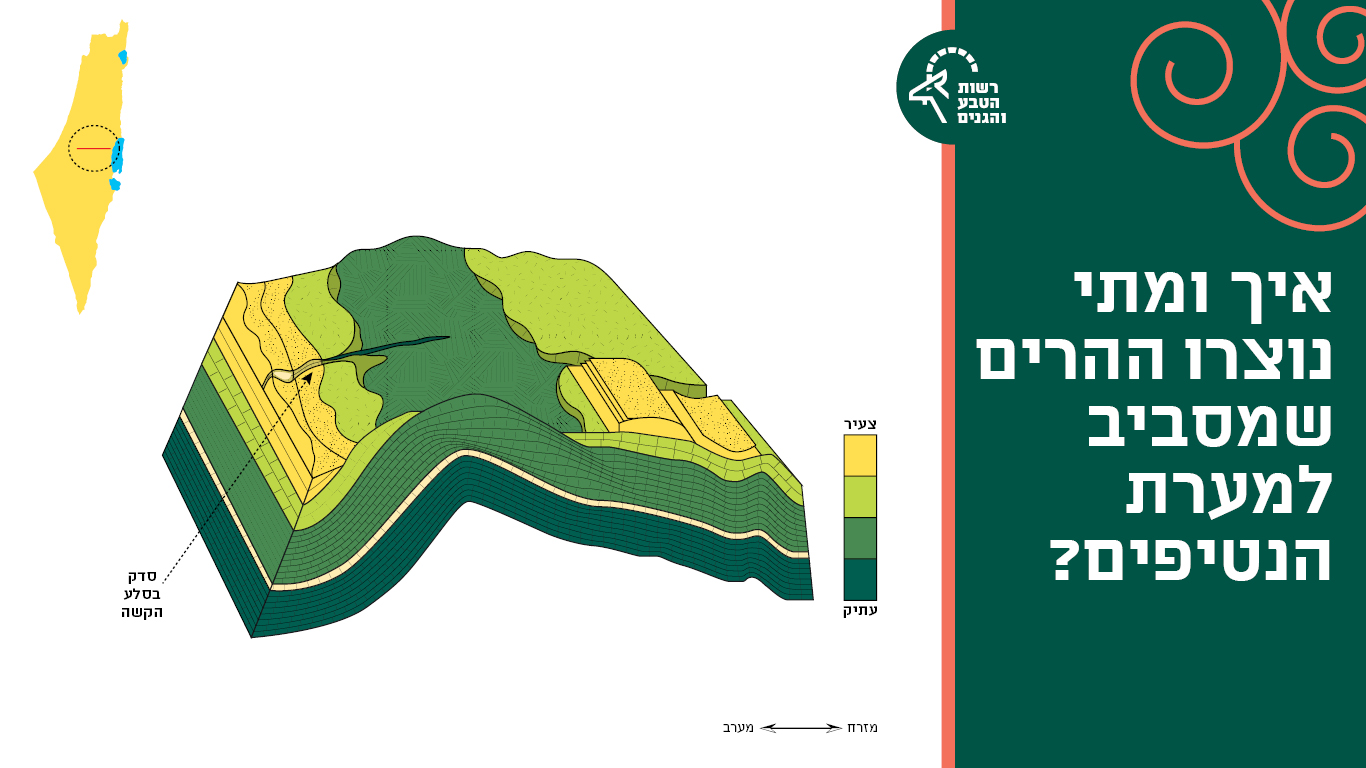 רשות
הטבע
והגנים
איך ומתי
נוצרו ההרים
שמסביב
למערת
הנטיפים?
צעיר
עתיק
סדק
בסלע
הקשה
מזרח
מערב